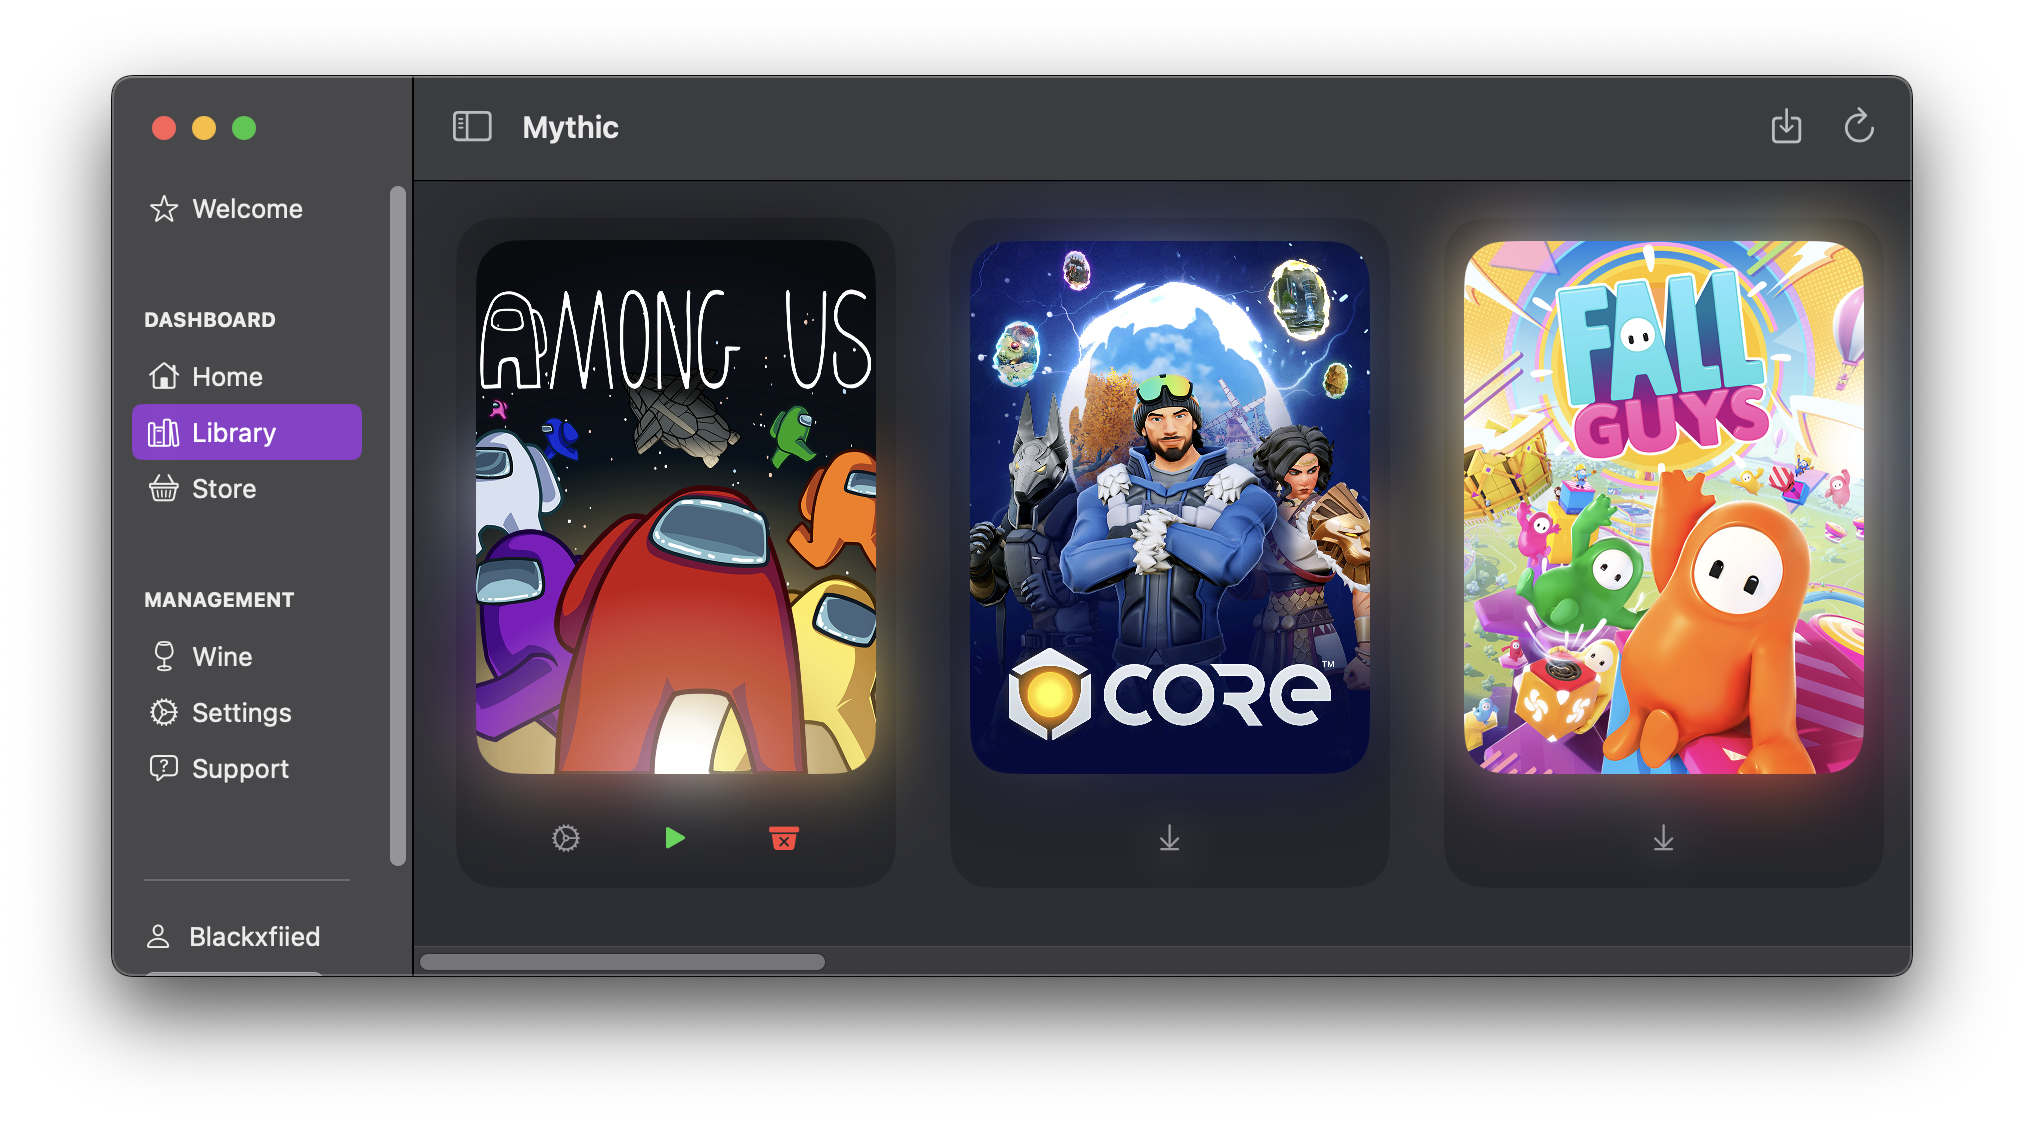 Mythic
Welcome
DASHBOARD
Home
Library
Store
MANAGEMENT
Wine
Settings
Support
Blackxfiied
AMONG US
CORE™
FALL
GUYS